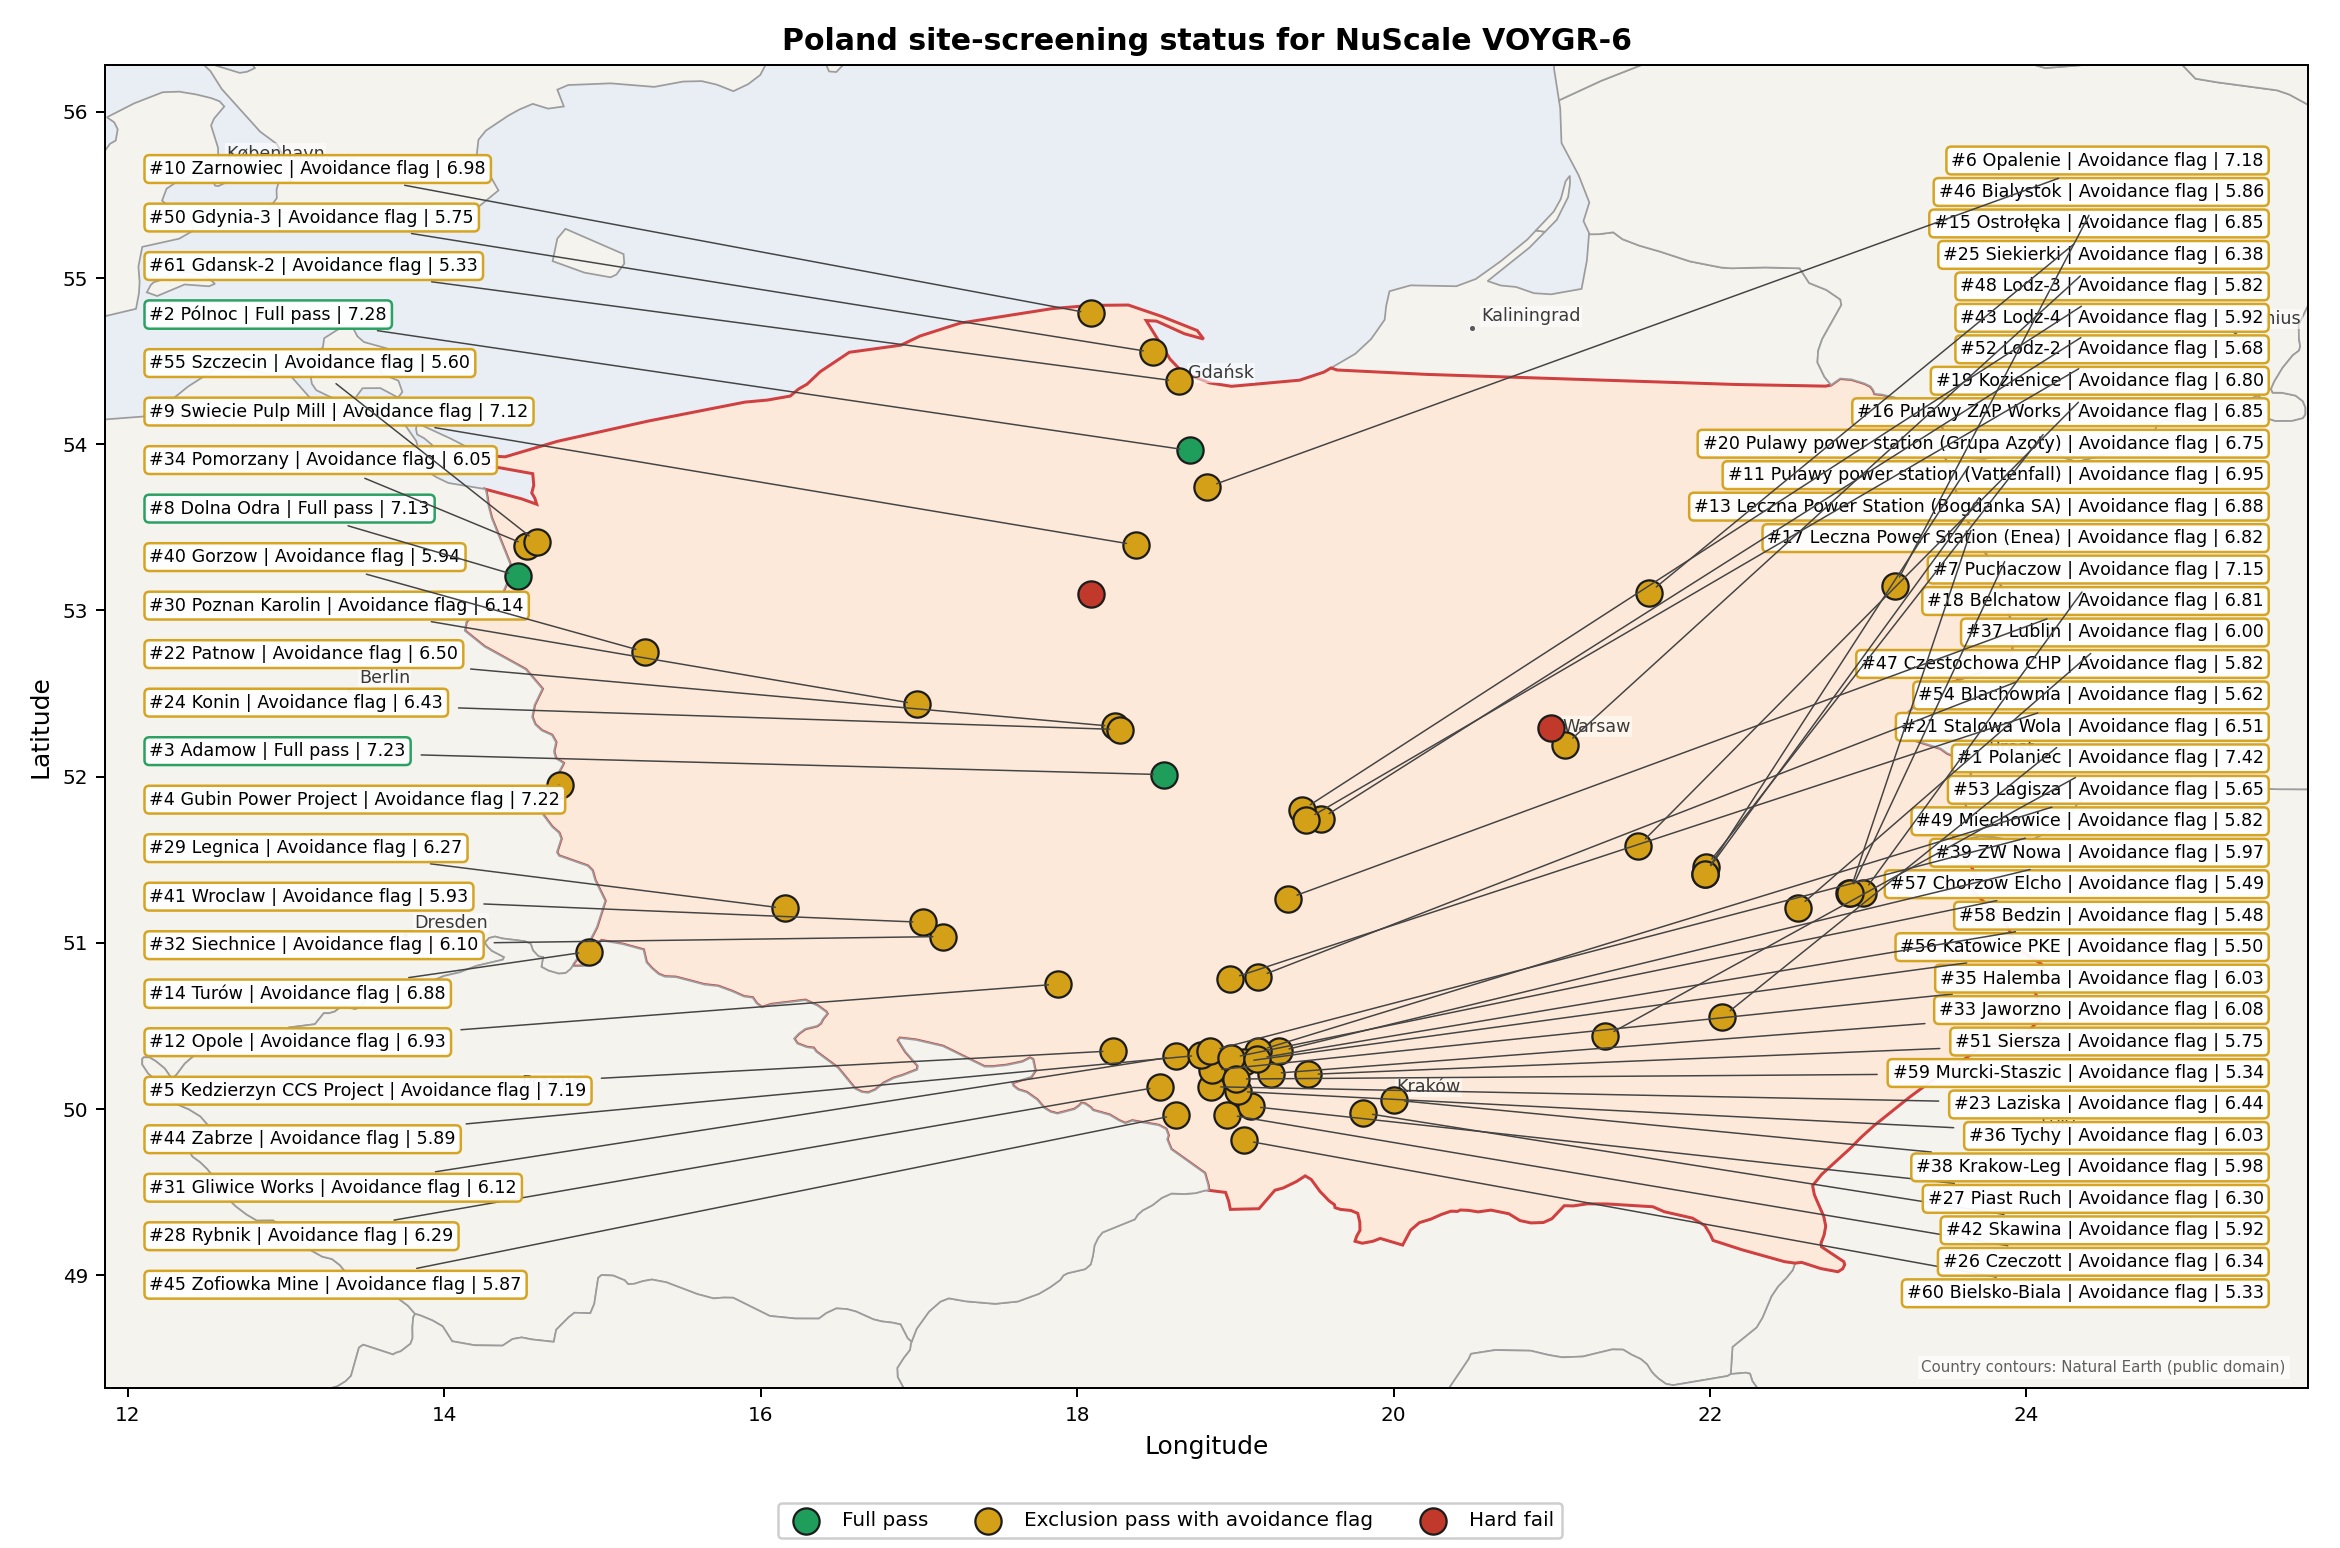 Poland site-screening status for NuScale VOYGR-6
56
55
54
53
52
51
50
49
Latitude
København
#10 Zarnowiec | Avoidance flag | 6.98
#50 Gdynia-3 | Avoidance flag | 5.75
#61 Gdansk-2 | Avoidance flag | 5.33
#2 Pólnoc | Full pass | 7.28
#55 Szczecin | Avoidance flag | 5.60
#9 Swiecie Pulp Mill | Avoidance flag | 7.12
#34 Pomorzany | Avoidance flag | 6.05
#8 Dolna Odra | Full pass | 7.13
#40 Gorzow | Avoidance flag | 5.94
#30 Poznan Karolin | Avoidance flag | 6.14
#22 Patnow | Avoidance flag | 6.50
Berlin
#24 Konin | Avoidance flag | 6.43
#3 Adamow | Full pass | 7.23
#4 Gubin Power Project | Avoidance flag | 7.22
#29 Legnica | Avoidance flag | 6.27
#41 Wroclaw | Avoidance flag | 5.93
Dresden
#32 Siechnice | Avoidance flag | 6.10
#14 Turów | Avoidance flag | 6.88
#12 Opole | Avoidance flag | 6.93
#5 Kedzierzyn CCS Project | Avoidance flag | 7.19
#44 Zabrze | Avoidance flag | 5.89
#31 Gliwice Works | Avoidance flag | 6.12
#28 Rybnik | Avoidance flag | 6.29
#45 Zofiowka Mine | Avoidance flag | 5.87
Kaliningrad
Gdańsk
Warsaw
Kraków
#6 Opalenie | Avoidance flag | 7.18
#46 Bialystok | Avoidance flag | 5.86
#15 Ostrołęka | Avoidance flag | 6.85
#25 Siekierki | Avoidance flag | 6.38
#48 Lodz-3 | Avoidance flag | 5.82
#43 Lodz-4 | Avoidance flag | 5.92
#52 Lodz-2 | Avoidance flag | 5.68
#19 Kozienice | Avoidance flag | 6.80
#16 Pulawy ZAP Works | Avoidance flag | 6.85
#20 Pulawy power station (Grupa Azoty) | Avoidance flag | 6.75
#11 Pulawy power station (Vattenfall) | Avoidance flag | 6.95
#13 Leczna Power Station (Bogdanka SA) | Avoidance flag | 6.88
#17 Leczna Power Station (Enea) | Avoidance flag | 6.82
#7 Puchaczow | Avoidance flag | 7.15
#18 Belchatow | Avoidance flag | 6.81
#37 Lublin | Avoidance flag | 6.00
#47 Czestochowa CHP | Avoidance flag | 5.82
#54 Blachownia | Avoidance flag | 5.62
#21 Stalowa Wola | Avoidance flag | 6.51
#1 Polaniec | Avoidance flag | 7.42
#53 Lagisza | Avoidance flag | 5.65
#49 Miechowice | Avoidance flag | 5.82
#39 ZW Nowa | Avoidance flag | 5.97
#57 Chorzow Elcho | Avoidance flag | 5.49
#58 Bedzin | Avoidance flag | 5.48
#56 Katowice PKE | Avoidance flag | 5.50
#35 Halemba | Avoidance flag | 6.03
#33 Jaworzno | Avoidance flag | 6.08
#51 Siersza | Avoidance flag | 5.75
#59 Murcki-Staszic | Avoidance flag | 5.34
#23 Laziska | Avoidance flag | 6.44
#36 Tychy | Avoidance flag | 6.03
#38 Krakow-Leg | Avoidance flag | 5.98
#27 Piast Ruch | Avoidance flag | 6.30
#42 Skawina | Avoidance flag | 5.92
#26 Czeczott | Avoidance flag | 6.34
#60 Bielsko-Biala | Avoidance flag | 5.33
Country contours: Natural Earth (public domain)
12 14 16 18 20 22 24
Longitude
Full pass
Exclusion pass with avoidance flag
Hard fail